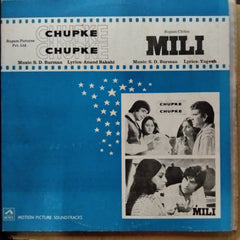 Rupam Pictures
Pvt. Ltd.
CHUPKE
CHUPKE
Music: S. D. Burman Lyrics: Anand Bakshi
Rupam Chitra
MILI
Music: S. D. Burman Lyrics: Yogesh
CHUPKE
CHUPKE
MILI
MOTION PICTURE SOUNDTRACKS